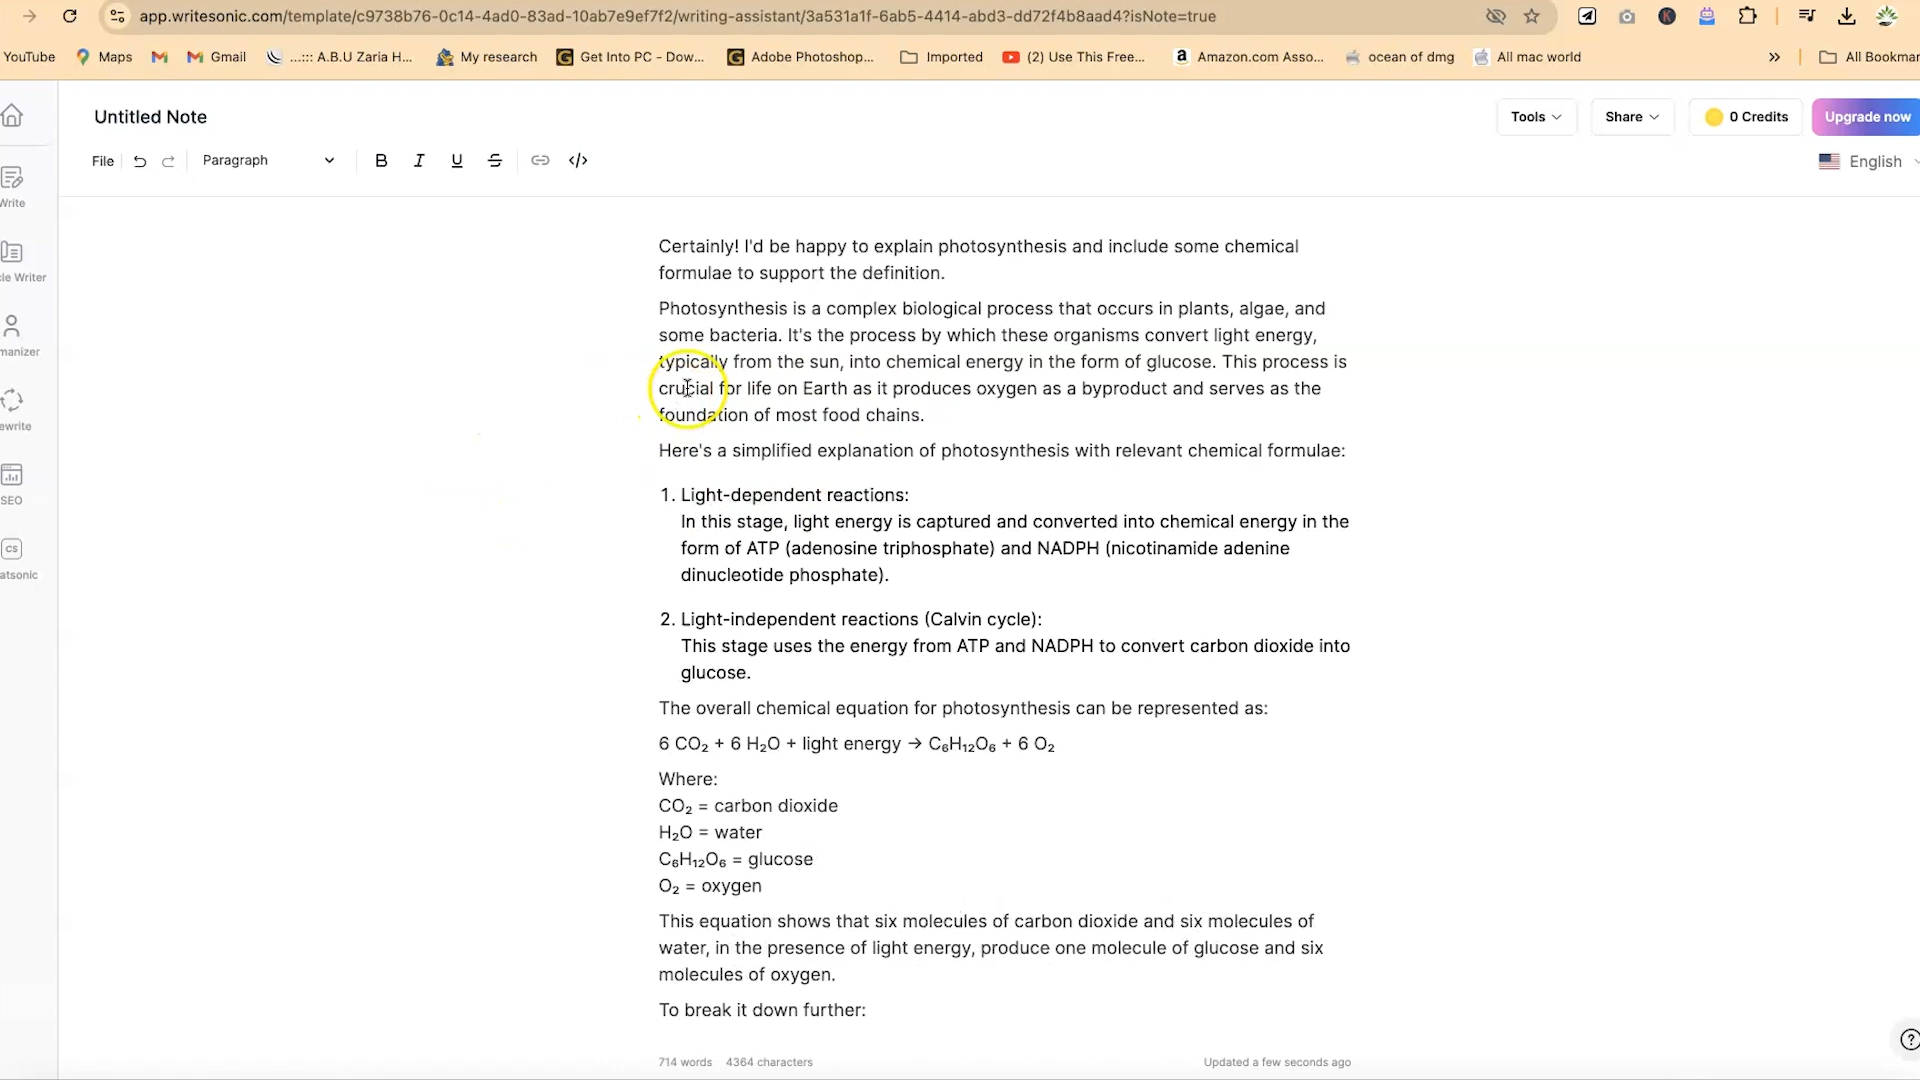 app.writesonic.com/template/c9738b76-0c14-4ad0-83ad-10ab7e9ef7f2/writing-assistant/3a531a1f-6ab5-4414-abd3-dd72f4b8aad4?isNote=true
YouTube Maps Gmail ...::: A.B.U Zaria H... My research Get Into PC - Dow... Adobe Photoshop... Imported (2) Use This Free... Amazon.com Asso... ocean of dmg All mac world » All Bookmar
Untitled Note Tools Share 0 Credits Upgrade now
File Paragraph B I U S </> English
Write
cle Writer
manizer
ewrite
SEO
CS
atsonic
Certainly! I'd be happy to explain photosynthesis and include some chemical
formulae to support the definition.
Photosynthesis is a complex biological process that occurs in plants, algae, and
some bacteria. It's the process by which these organisms convert light energy,
typically from the sun, into chemical energy in the form of glucose. This process is
crucial for life on Earth as it produces oxygen as a byproduct and serves as the
foundation of most food chains.
Here's a simplified explanation of photosynthesis with relevant chemical formulae:
1. Light-dependent reactions:
In this stage, light energy is captured and converted into chemical energy in the
form of ATP (adenosine triphosphate) and NADPH (nicotinamide adenine
dinucleotide phosphate).
2. Light-independent reactions (Calvin cycle):
This stage uses the energy from ATP and NADPH to convert carbon dioxide into
glucose.
The overall chemical equation for photosynthesis can be represented as:
6 CO₂ + 6 H₂O + light energy → C₆H₁₂O₆ + 6 O₂
Where:
CO₂ = carbon dioxide
H₂O = water
C₆H₁₂O₆ = glucose
O₂ = oxygen
This equation shows that six molecules of carbon dioxide and six molecules of
water, in the presence of light energy, produce one molecule of glucose and six
molecules of oxygen.
To break it down further:
714 words 4364 characters Updated a few seconds ago